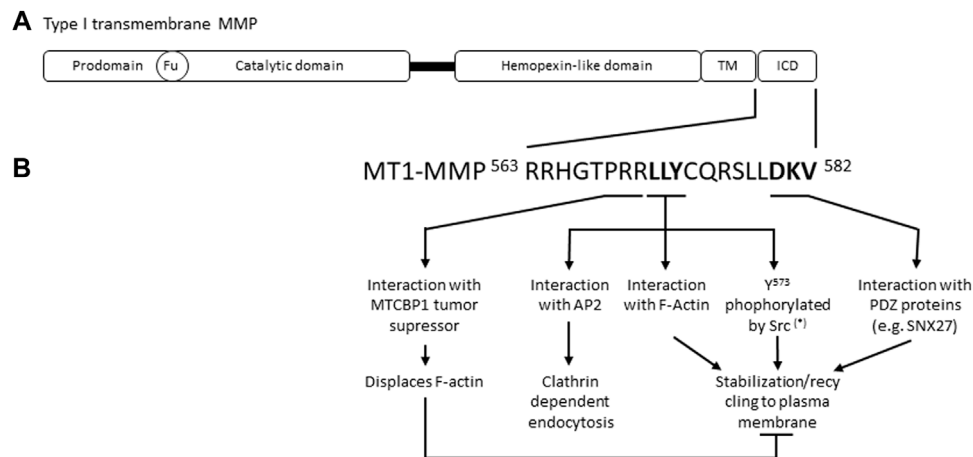 A Type I transmembrane MMP
Prodomain Fu Catalytic domain Hemopexin-like domain TM ICD
B MT1-MMP 563 RRHGTPRRLLYCQRSLLDKV 582
Interaction with
MTCBP1 tumor
supressor
Interaction
with AP2
Interaction
with F-Actin
Y573
phophorylated
by Src (*)
Interaction with
PDZ proteins
(e.g. SNX27)
Displaces F-actin
Clathrin
dependent
endocytosis
Stabilization/recy
cling to plasma
membrane